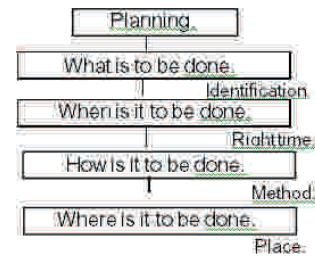 Planning.
What is to be done.
Identification
When is it to be done.
Righttime.
How is it to be done.
Method.
Where is it to be done.
Place.